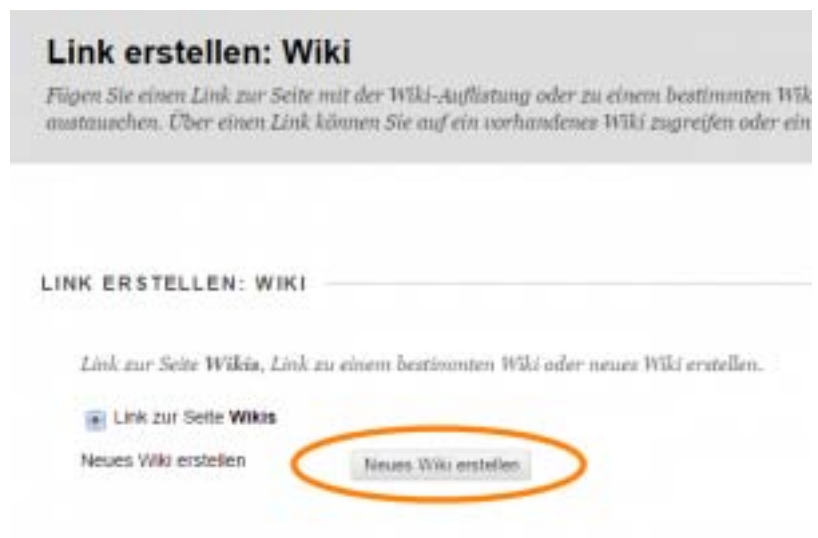 Link erstellen: Wiki
Fügen Sie einen Link zur Seite mit der Wiki-Auflistung oder zu einem bestimmten Wik
austauschen. Über einen Link können Sie auf ein vorhandenes Wiki zugreifen oder ein
LINK ERSTELLEN: WIKI
Link zur Seite Wikis, Link zu einem bestimmten Wiki oder neues Wiki erstellen.
Link zur Seite Wikis
Neues Wiki erstellen Neues Wiki erstellen